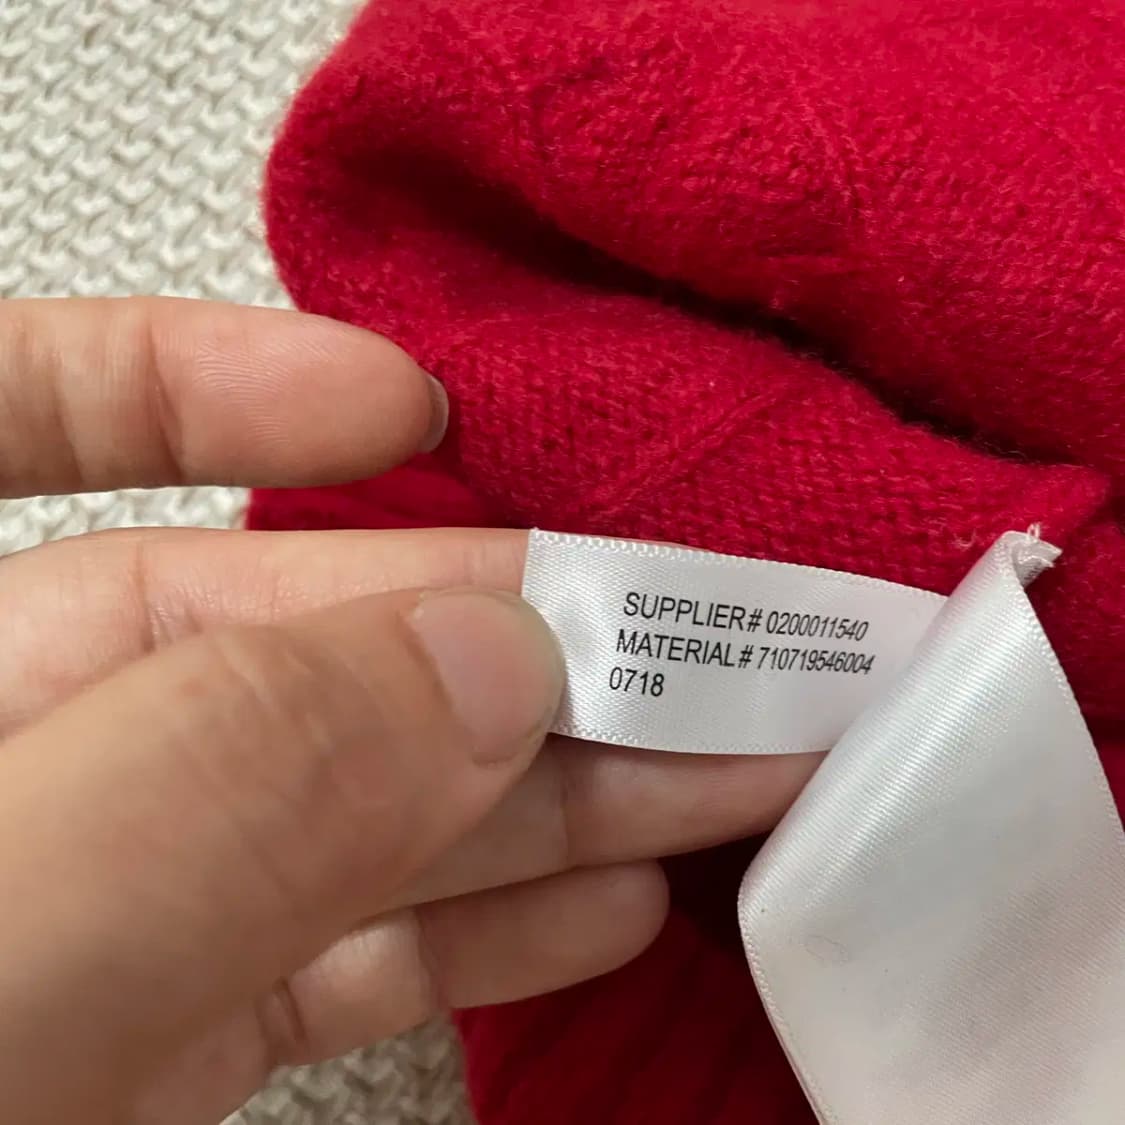 SUPPLIER# 0200011540
MATERIAL# 710719546004
0718